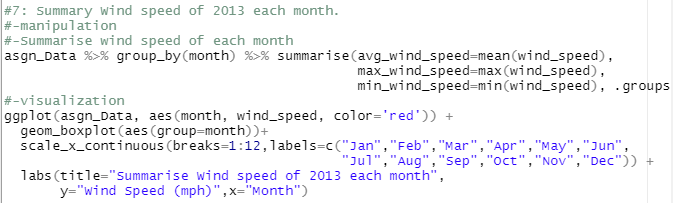 #7: Summary Wind speed of 2013 each month.
#-manipulation
#-Summarise wind speed of each month
asgn_Data %>% group_by(month) %>% summarise(avg_wind_speed=mean(wind_speed),
max_wind_speed=max(wind_speed),
min_wind_speed=min(wind_speed), .groups
#-visualization
ggplot(asgn_Data, aes(month, wind_speed, color='red')) +
geom_boxplot(aes(group=month))+
scale_x_continuous(breaks=1:12,labels=c("Jan","Feb","Mar","Apr","May","Jun",
"Jul","Aug","Sep","Oct","Nov","Dec")) +
labs(title="Summarise Wind speed of 2013 each month",
y="Wind Speed (mph)",x="Month")